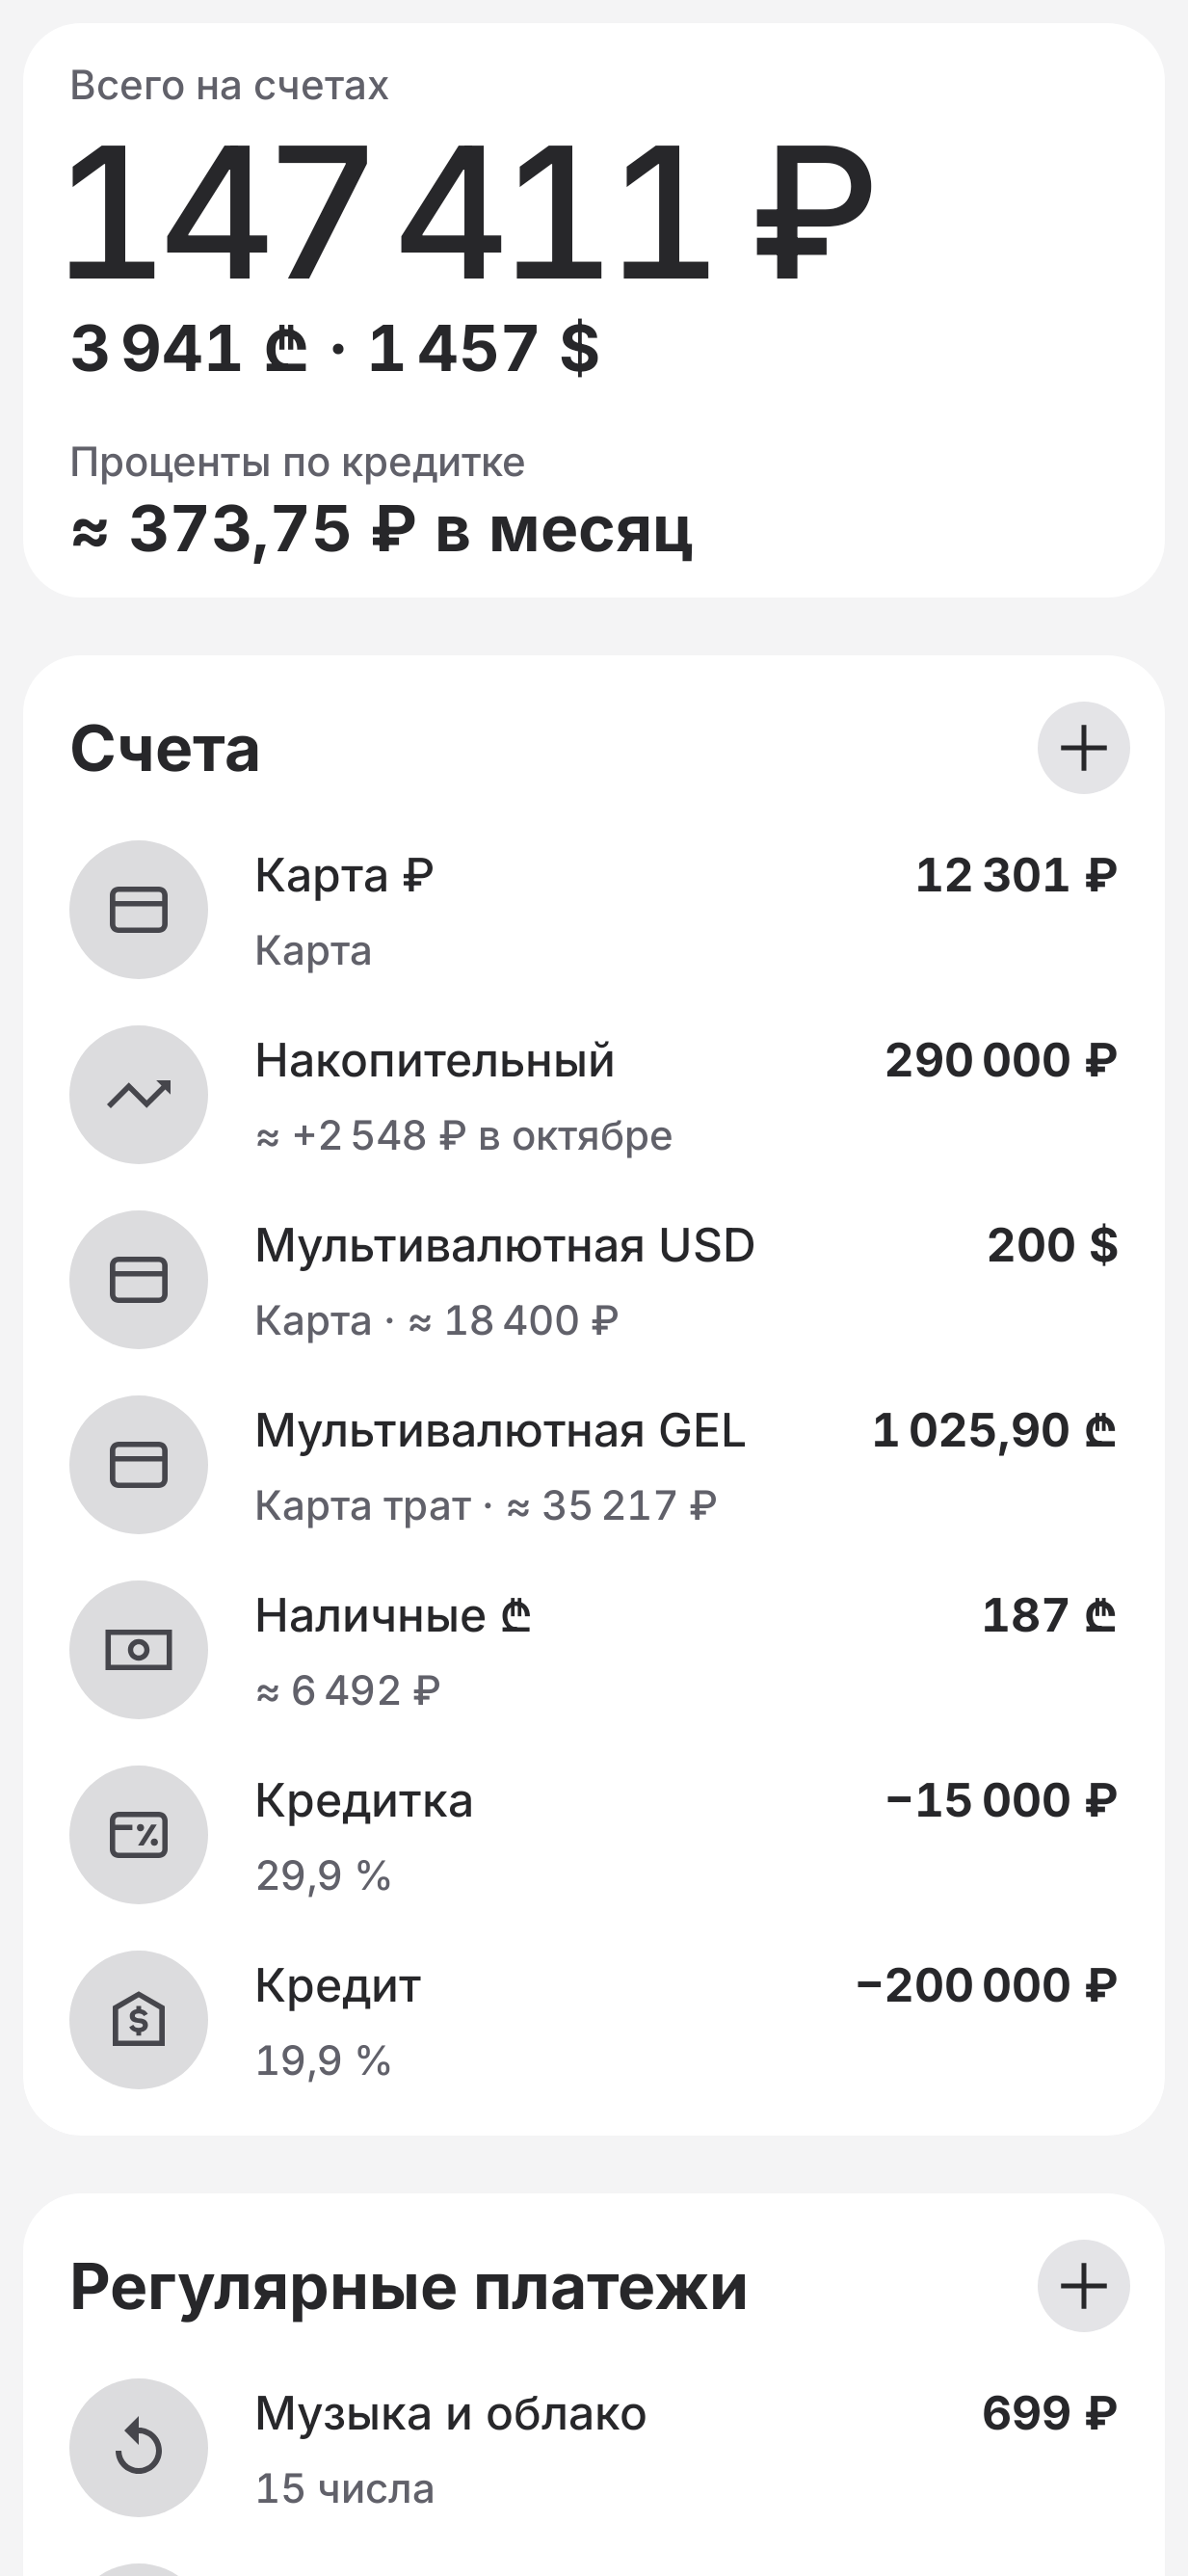 Всего на счетах
147 411 ₽
3 941 ₾ · 1 457 $
Проценты по кредитке
≈ 373,75 ₽ в месяц
Счета
Карта ₽
12 301 ₽
Карта
Накопительный
290 000 ₽
≈ +2 548 ₽ в октябре
Мультивалютная USD
200 $
Карта · ≈ 18 400 ₽
Мультивалютная GEL
1 025,90 ₾
Карта трат · ≈ 35 217 ₽
Наличные ₾
187 ₾
≈ 6 492 ₽
Кредитка
−15 000 ₽
29,9 %
Кредит
−200 000 ₽
19,9 %
Регулярные платежи
Музыка и облако
699 ₽
15 числа